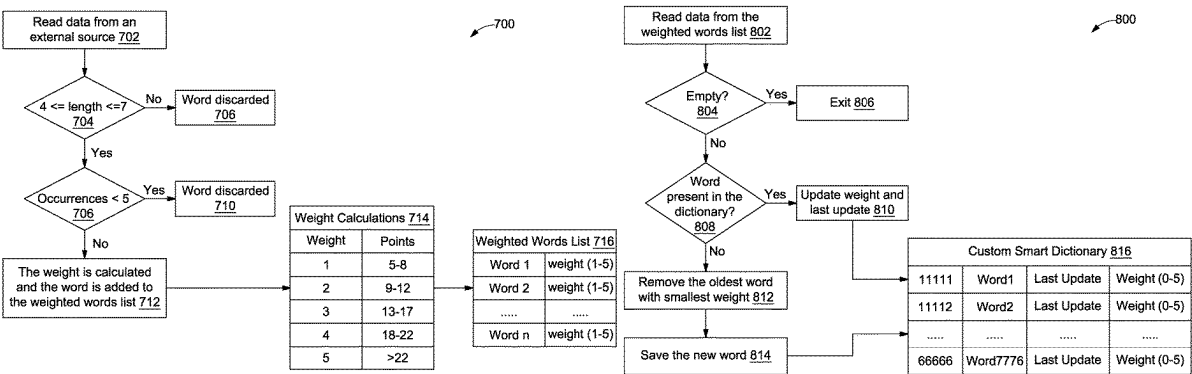 Read data from an
external source 702
700
4 <= length <=7
704
No
Word discarded
706
Yes
Occurrences < 5
706
Yes
Word discarded
710
No
The weight is calculated
and the word is added to
the weighted words list 712
Weight Calculations 714
Weight Points
1 5-8
2 9-12
3 13-17
4 18-22
5 >22
Weighted Words List 716
Word 1 weight (1-5)
Word 2 weight (1-5)
..... .....
Word n weight (1-5)
Read data from the
weighted words list 802
800
Empty?
804
Yes
Exit 806
No
Word
present in the
dictionary?
808
Yes
Update weight and
last update 810
No
Remove the oldest word
with smallest weight 812
Save the new word 814
Custom Smart Dictionary 816
11111 Word1 Last Update Weight (0-5)
11112 Word2 Last Update Weight (0-5)
..... ..... ..... .....
66666 Word7776 Last Update Weight (0-5)